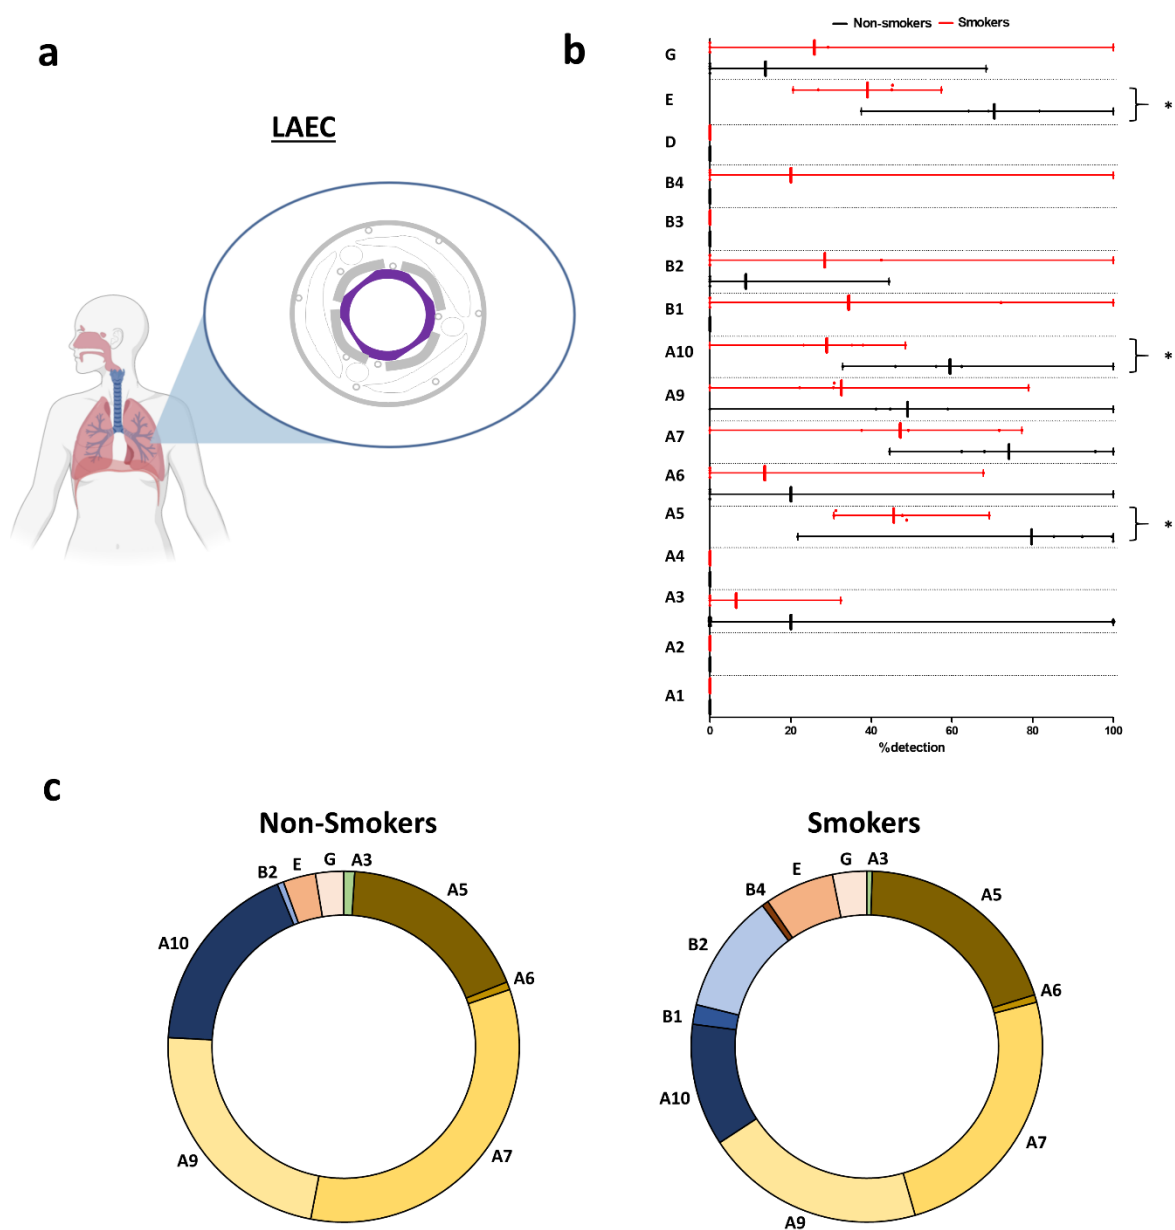 a
LAEC
b
Non-smokers Smokers
G
E
*
D
B4
B3
B2
B1
A10
*
A9
A7
A6
A5
*
A4
A3
A2
A1
0 20 40 60 80 100
%detection
c
Non-Smokers
A3
A5
A6
A7
A9
A10
B2
E
G
Smokers
A3
A5
A6
A7
A9
A10
B1
B2
B4
E
G